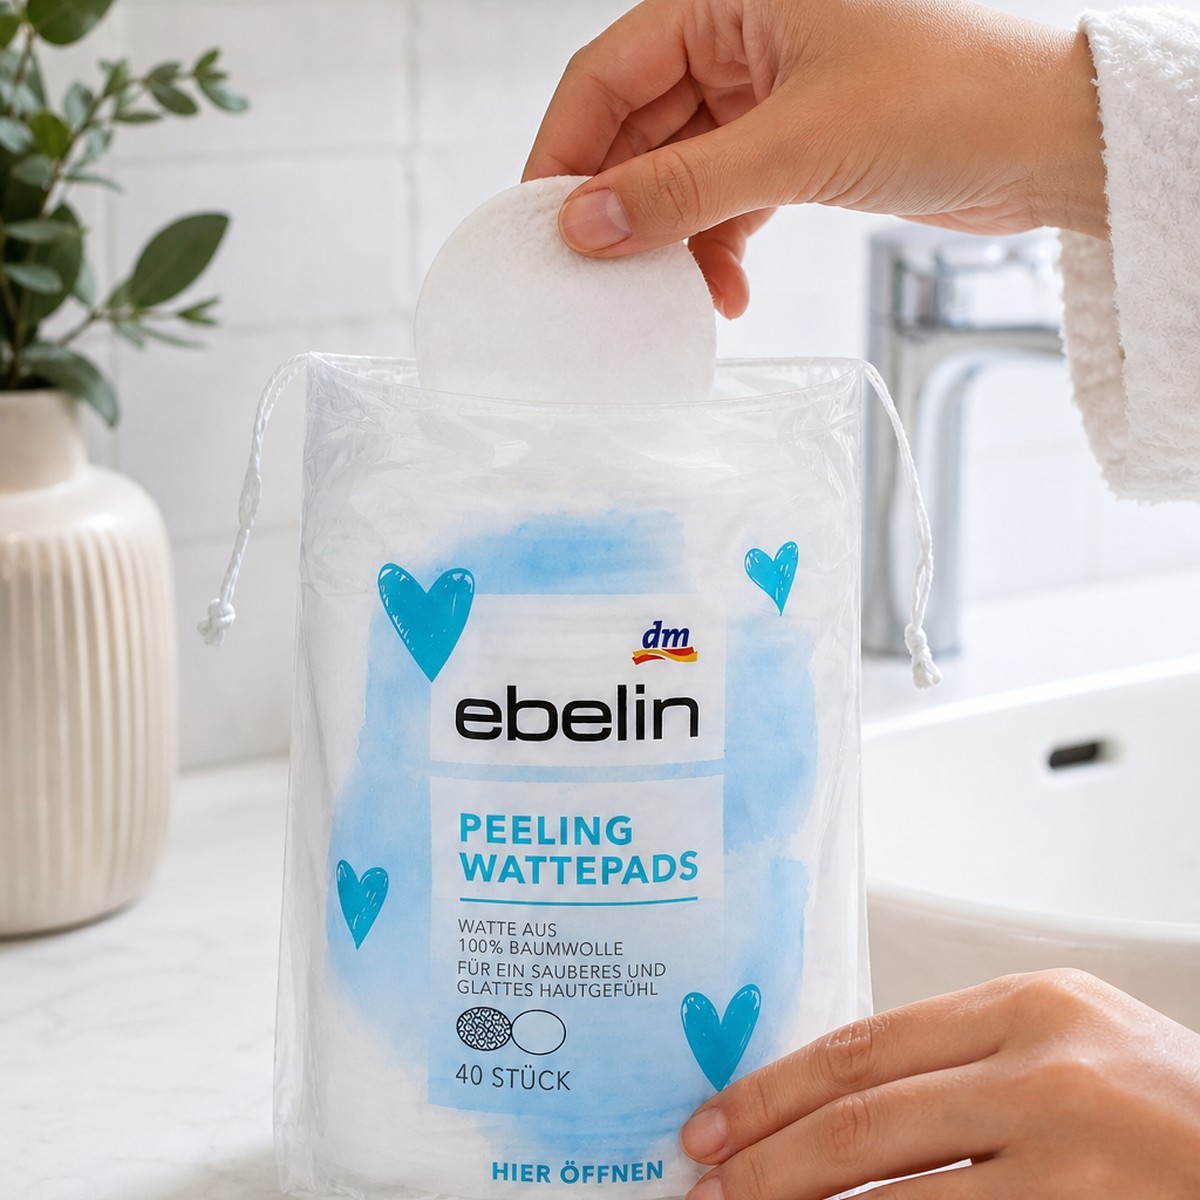 dm
ebelin
PEELING
WATTEPADS
WATTE AUS
100% BAUMWOLLE
FÜR EIN SAUBERES UND
GLATTES HAUTGEFÜHL
40 STÜCK
HIER ÖFFNEN